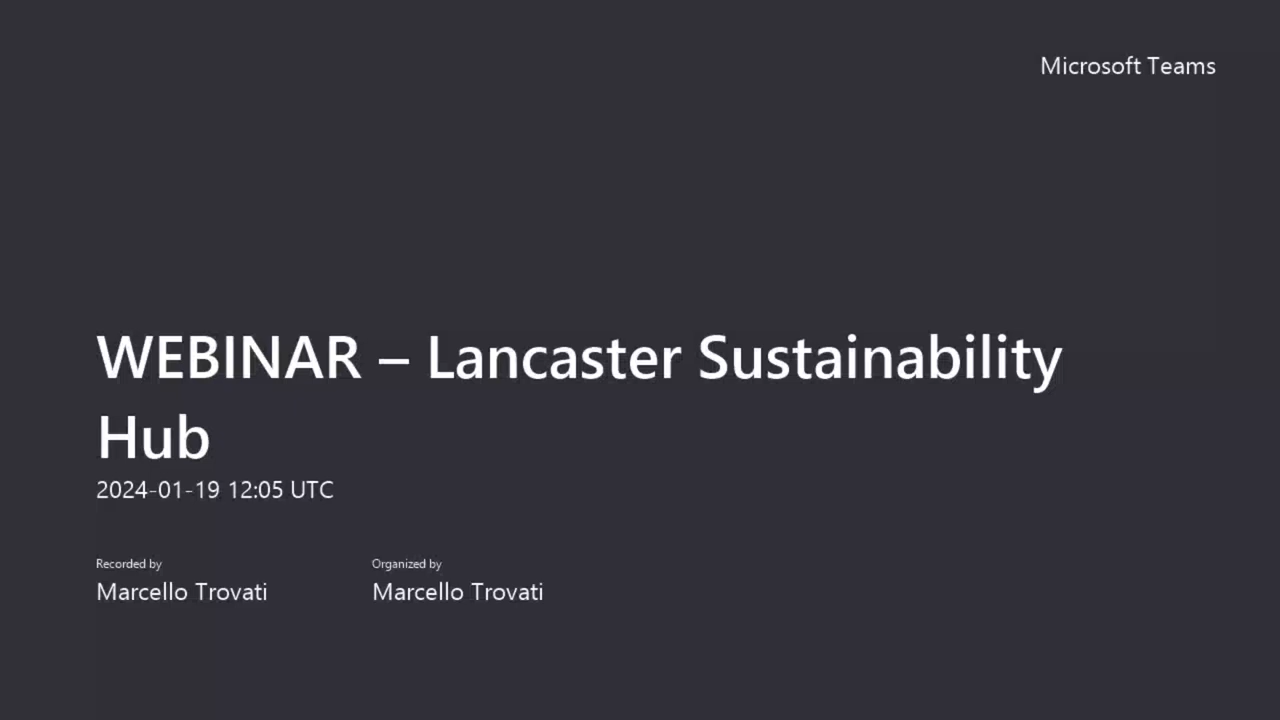 Microsoft Teams
WEBINAR – Lancaster Sustainability
Hub
2024-01-19 12:05 UTC
Recorded by
Organized by
Marcello Trovati
Marcello Trovati